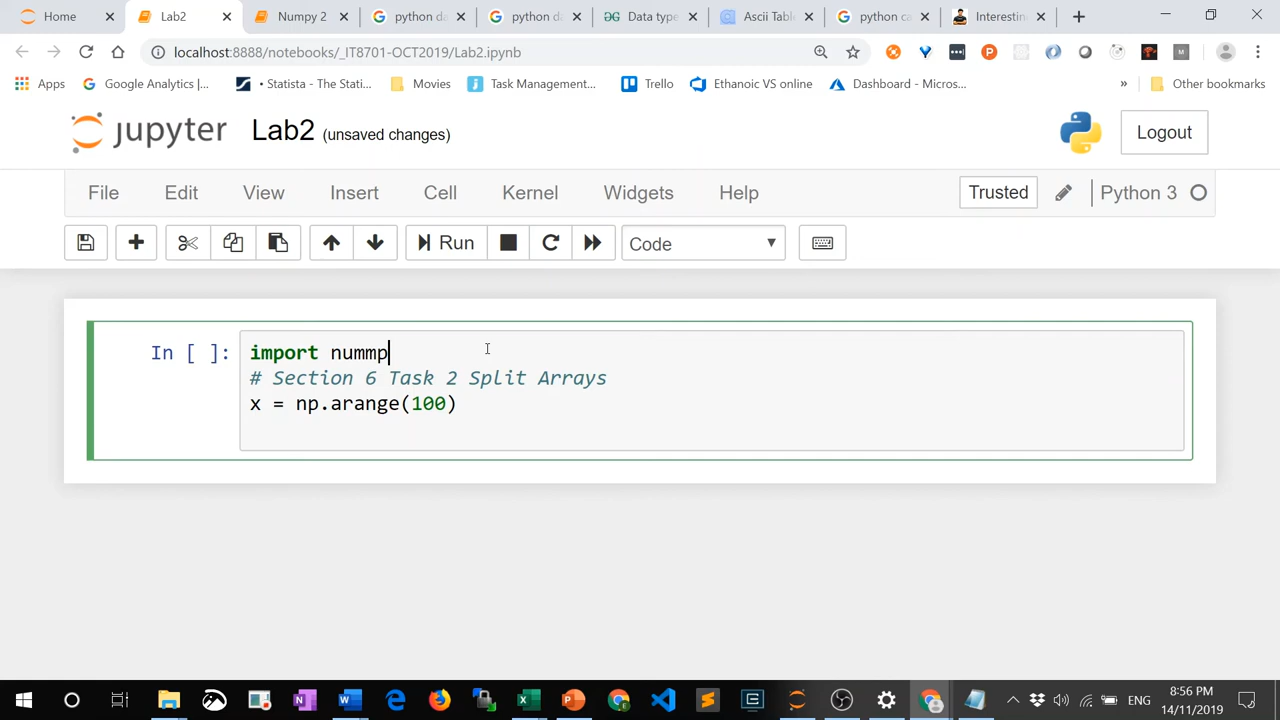 Home
Lab2
Numpy 2
python da
python da
Data type
Ascii Tabl
python ca
Interestin
localhost:8888/notebooks/_IT8701-OCT2019/Lab2.ipynb
Apps
Google Analytics |...
• Statista - The Stati...
Movies
Task Management...
Trello
Ethanoic VS online
Dashboard - Micros...
»
Other bookmarks
jupyter
Lab2 (unsaved changes)
Logout
File
Edit
View
Insert
Cell
Kernel
Widgets
Help
Trusted
Python 3
Run
Code
In [ ]:
import nummp
# Section 6 Task 2 Split Arrays
x = np.arange(100)
ENG
8:56 PM
14/11/2019